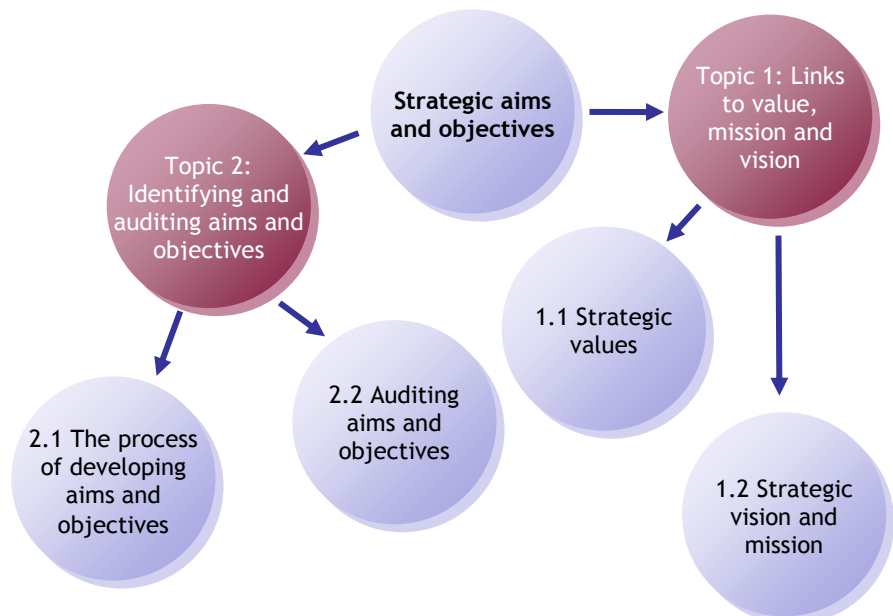 Strategic aims
and objectives
Topic 1: Links
to value,
mission and
vision
1.1 Strategic
values
1.2 Strategic
vision and
mission
Topic 2:
Identifying and
auditing aims and
objectives
2.1 The process
of developing
aims and
objectives
2.2 Auditing
aims and
objectives